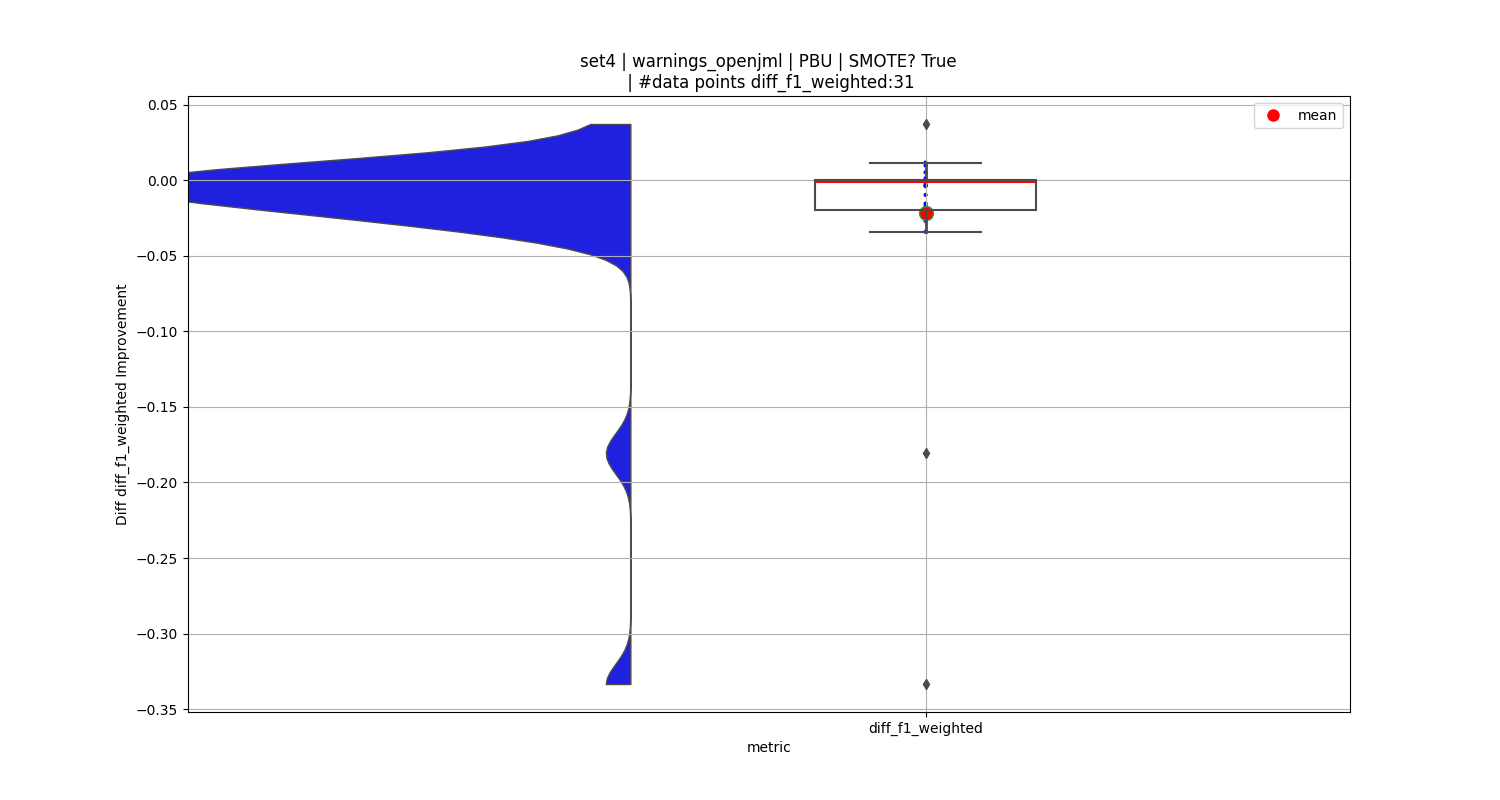 set4 | warnings_openjml | PBU | SMOTE? True
| #data points diff_f1_weighted:31
mean
0.05
0.00
−0.05
−0.10
−0.15
−0.20
−0.25
−0.30
−0.35
Diff diff_f1_weighted Improvement
diff_f1_weighted
metric